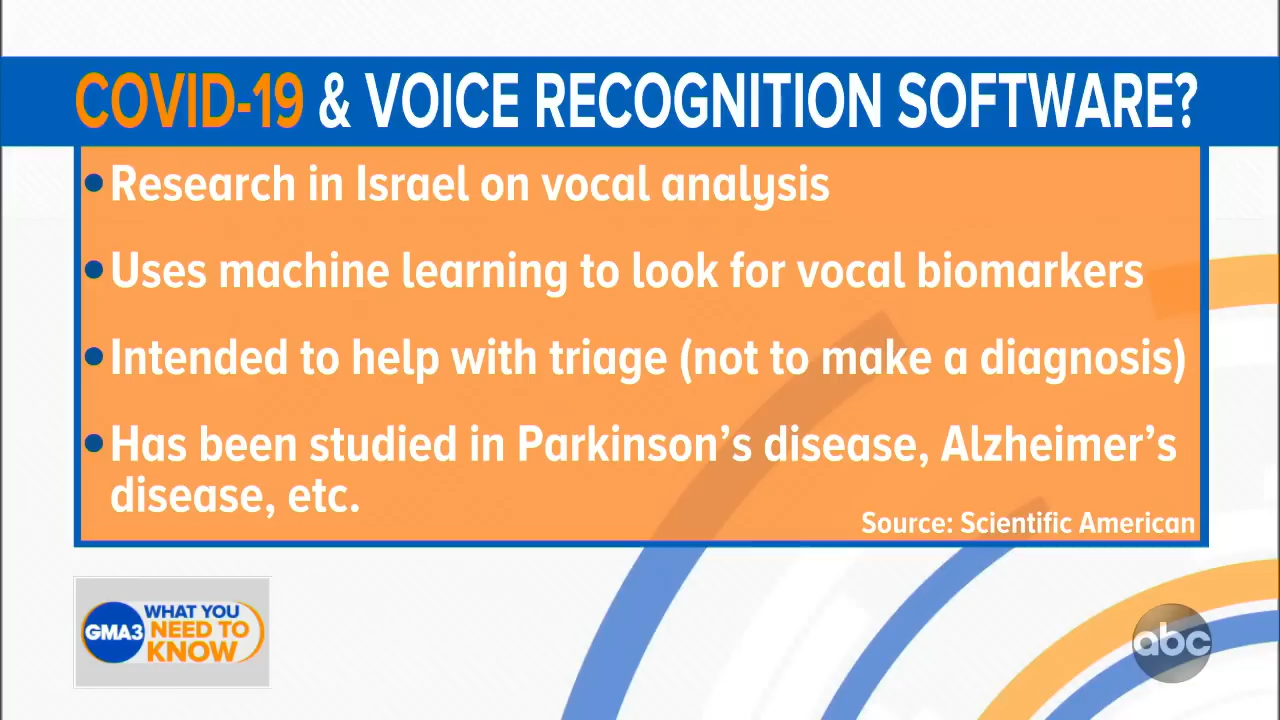 COVID-19 & VOICE RECOGNITION SOFTWARE?
• Research in Israel on vocal analysis
• Uses machine learning to look for vocal biomarkers
• Intended to help with triage (not to make a diagnosis)
• Has been studied in Parkinson’s disease, Alzheimer’s
disease, etc.
Source: Scientific American
GMA3
WHAT YOU
NEED TO
KNOW
abc